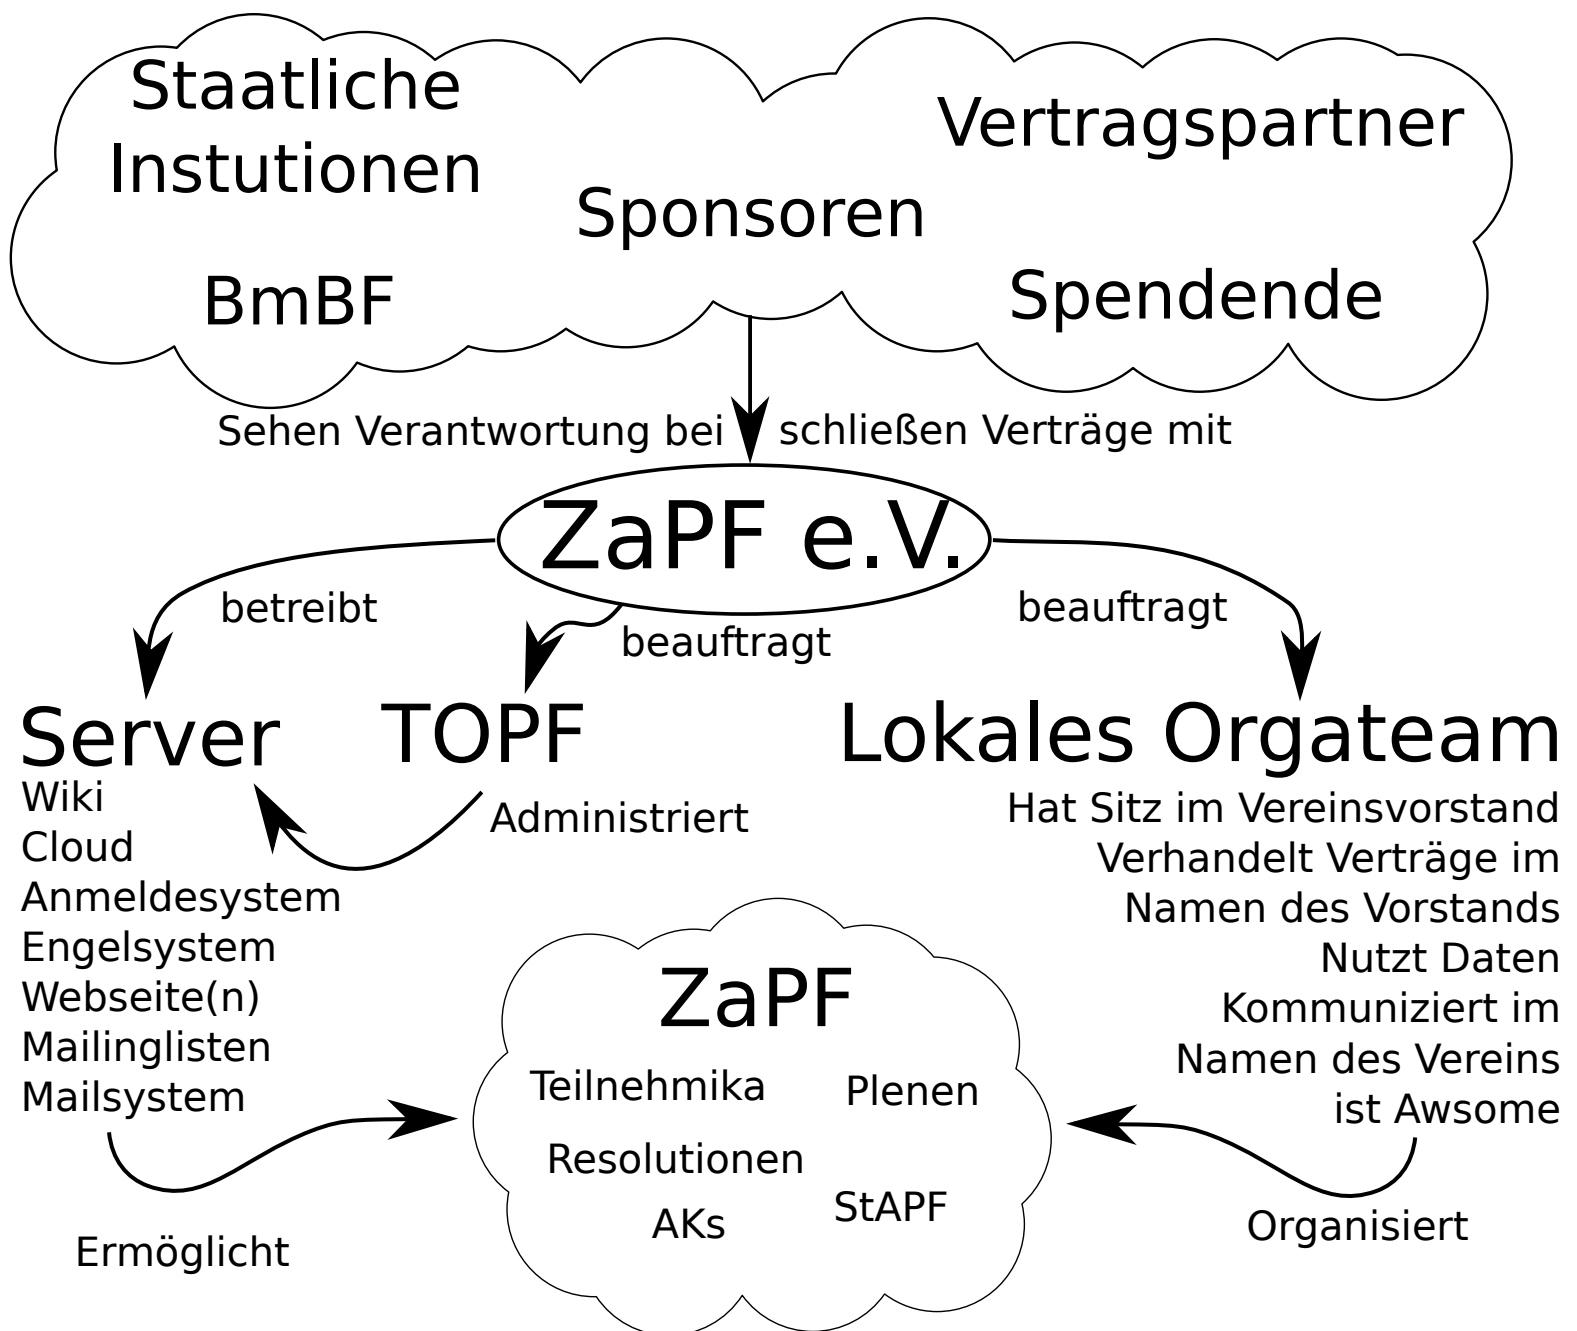 Staatliche
Instutionen
Vertragspartner
Sponsoren
BmBF
Spendende
Sehen Verantwortung bei
schließen Verträge mit
ZaPF e.V.
betreibt
beauftragt
beauftragt
Server
TOPF
Lokales Orgateam
Wiki
Cloud
Anmeldesystem
Engelsystem
Webseite(n)
Mailinglisten
Mailsystem
Administriert
Hat Sitz im Vereinsvorstand
Verhandelt Verträge im
Namen des Vorstands
Nutzt Daten
Kommuniziert im
Namen des Vereins
ist Awsome
ZaPF
Teilnehmika
Plenen
Resolutionen
StAPF
AKs
Ermöglicht
Organisiert